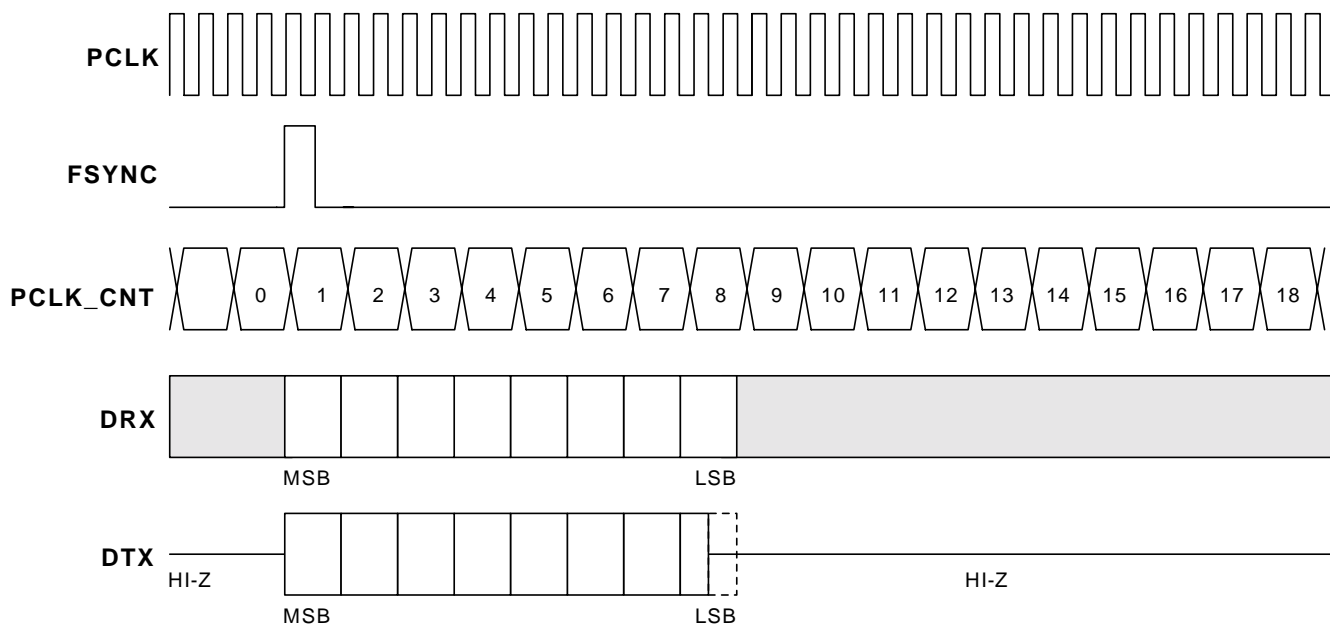 PCLK
FSYNC
PCLK_CNT 0 1 2 3 4 5 6 7 8 9 10 11 12 13 14 15 16 17 18
DRX
MSB LSB
DTX
HI-Z HI-Z
MSB LSB